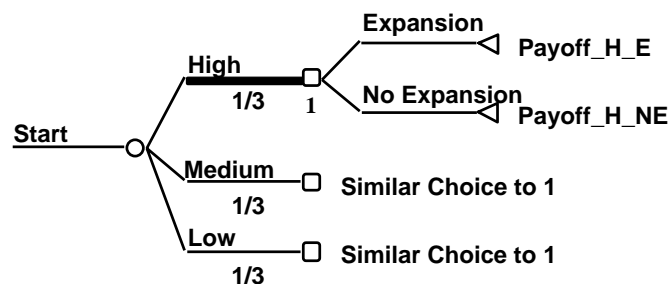 Expansion
Payoff_H_E
High
1/3
1
No Expansion
Payoff_H_NE
Start
Medium
1/3
Similar Choice to 1
Low
1/3
Similar Choice to 1